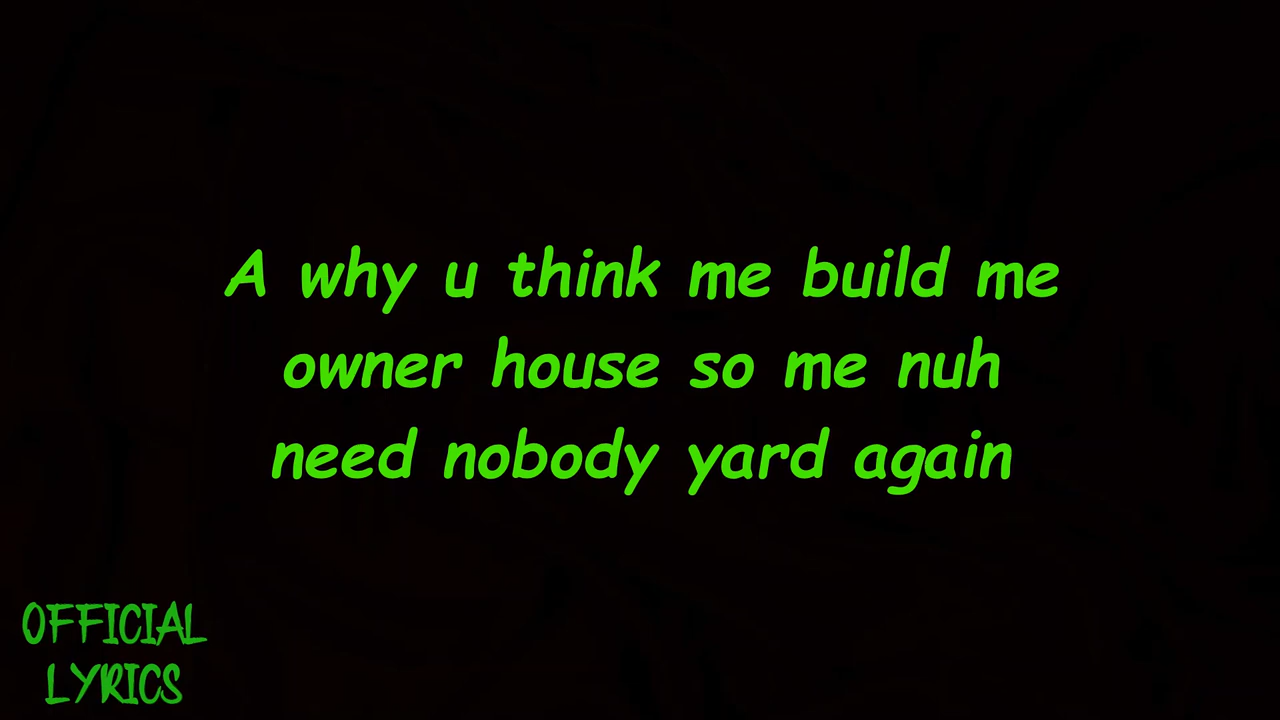 A why u think me build me
owner house so me nuh
need nobody yard again
OFFICIAL
LYRICS